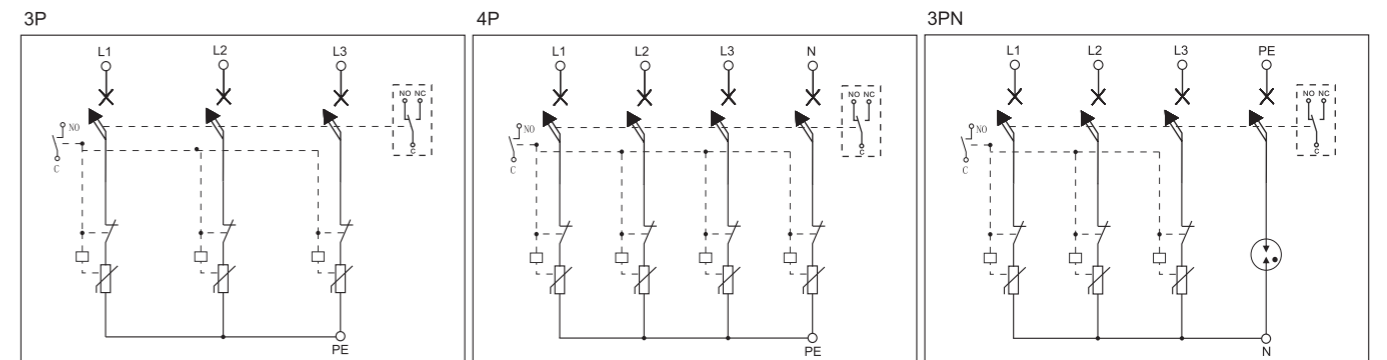 3P
4P
3PN
L1 L2 L3
NO NC
C
NO
C
PE
L1 L2 L3 N
NO NC
C
NO
C
PE
L1 L2 L3 PE
NO NC
C
NO
C
N